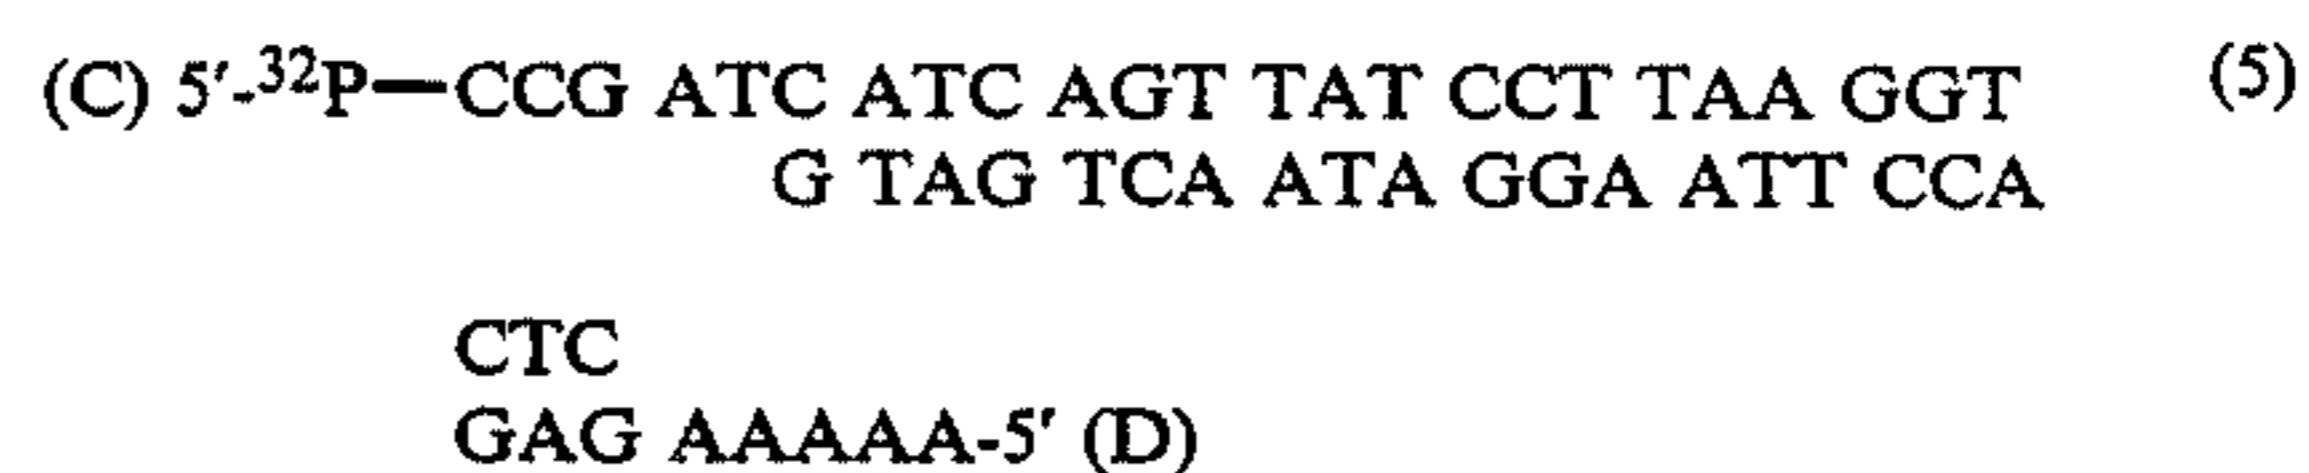 (C) 5′-³²P—CCG ATC ATC AGT TAT CCT TAA GGT (5)
G TAG TCA ATA GGA ATT CCA
CTC
GAG AAAAA-5′ (D)